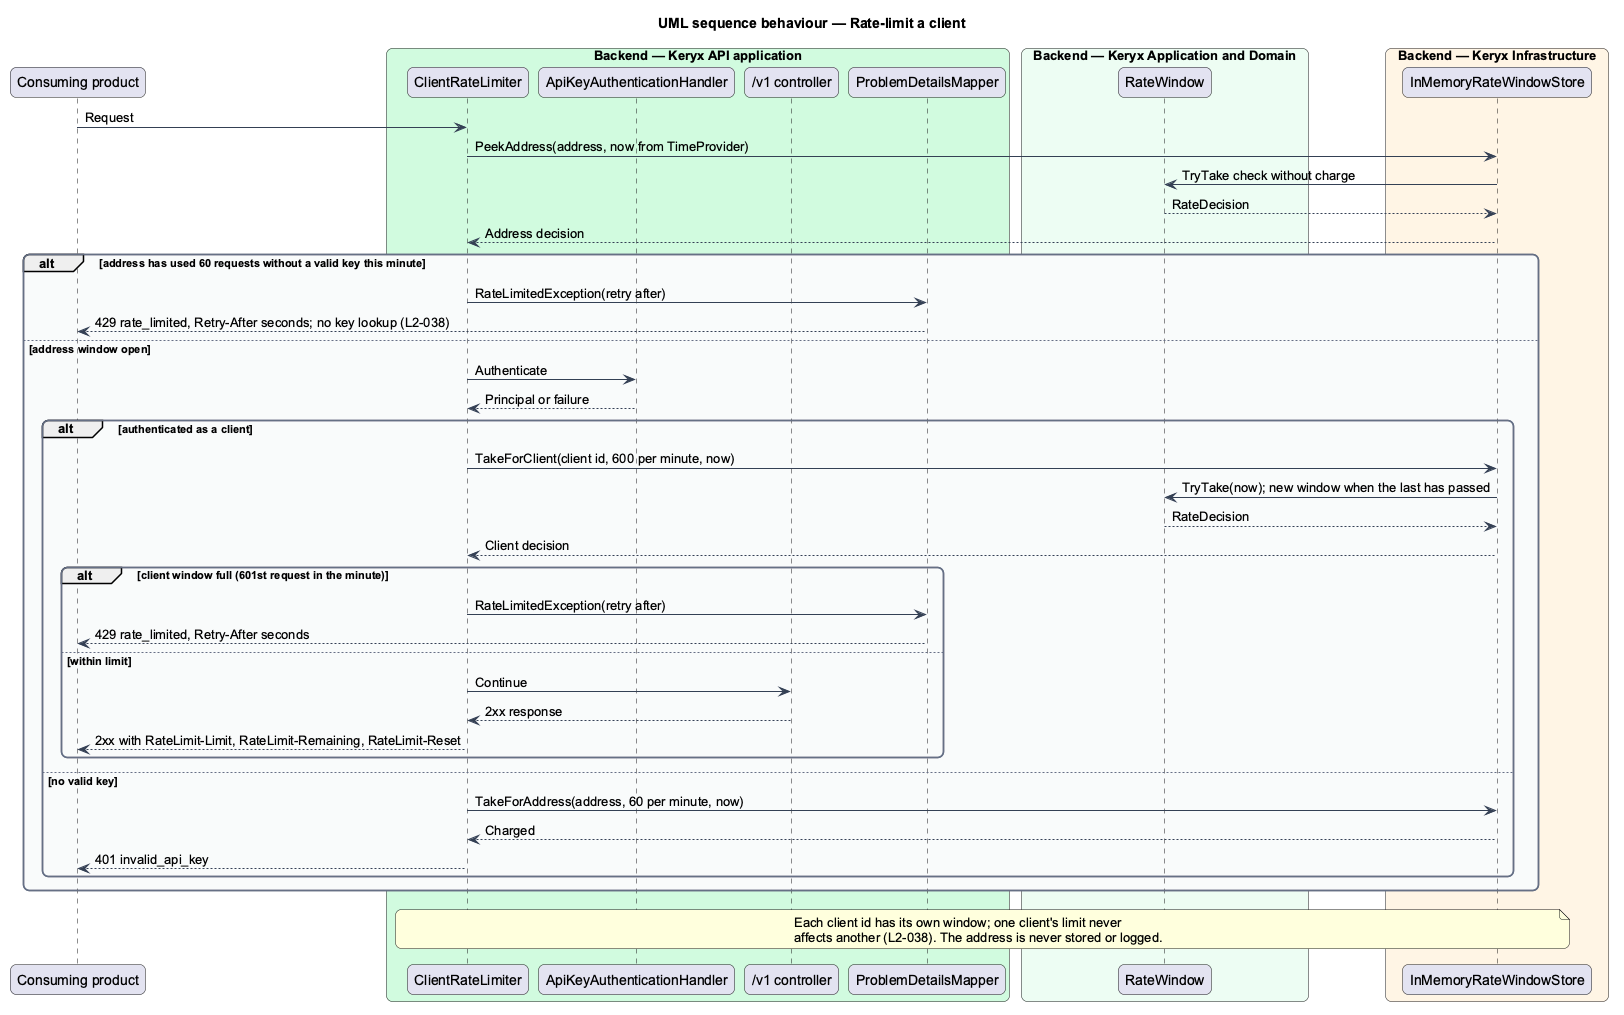 UML sequence behaviour — Rate-limit a client
Backend — Keryx API application
Backend — Keryx Application and Domain
Backend — Keryx Infrastructure
Consuming product
ClientRateLimiter
ApiKeyAuthenticationHandler
/v1 controller
ProblemDetailsMapper
RateWindow
InMemoryRateWindowStore
Request
PeekAddress(address, now from TimeProvider)
TryTake check without charge
RateDecision
Address decision
alt
[address has used 60 requests without a valid key this minute]
RateLimitedException(retry after)
429 rate_limited, Retry-After seconds; no key lookup (L2-038)
[address window open]
Authenticate
Principal or failure
alt
[authenticated as a client]
TakeForClient(client id, 600 per minute, now)
TryTake(now); new window when the last has passed
RateDecision
Client decision
alt
[client window full (601st request in the minute)]
RateLimitedException(retry after)
429 rate_limited, Retry-After seconds
[within limit]
Continue
2xx response
2xx with RateLimit-Limit, RateLimit-Remaining, RateLimit-Reset
[no valid key]
TakeForAddress(address, 60 per minute, now)
Charged
401 invalid_api_key
Each client id has its own window; one client's limit never
affects another (L2-038). The address is never stored or logged.
Consuming product
ClientRateLimiter
ApiKeyAuthenticationHandler
/v1 controller
ProblemDetailsMapper
RateWindow
InMemoryRateWindowStore